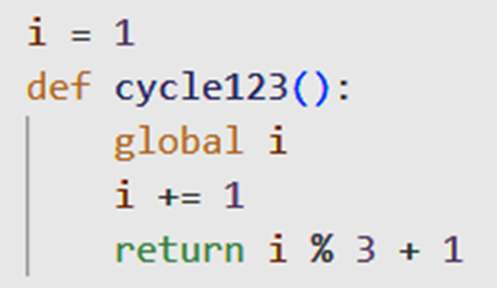 i = 1
def cycle123():
    global i
    i += 1
    return i % 3 + 1